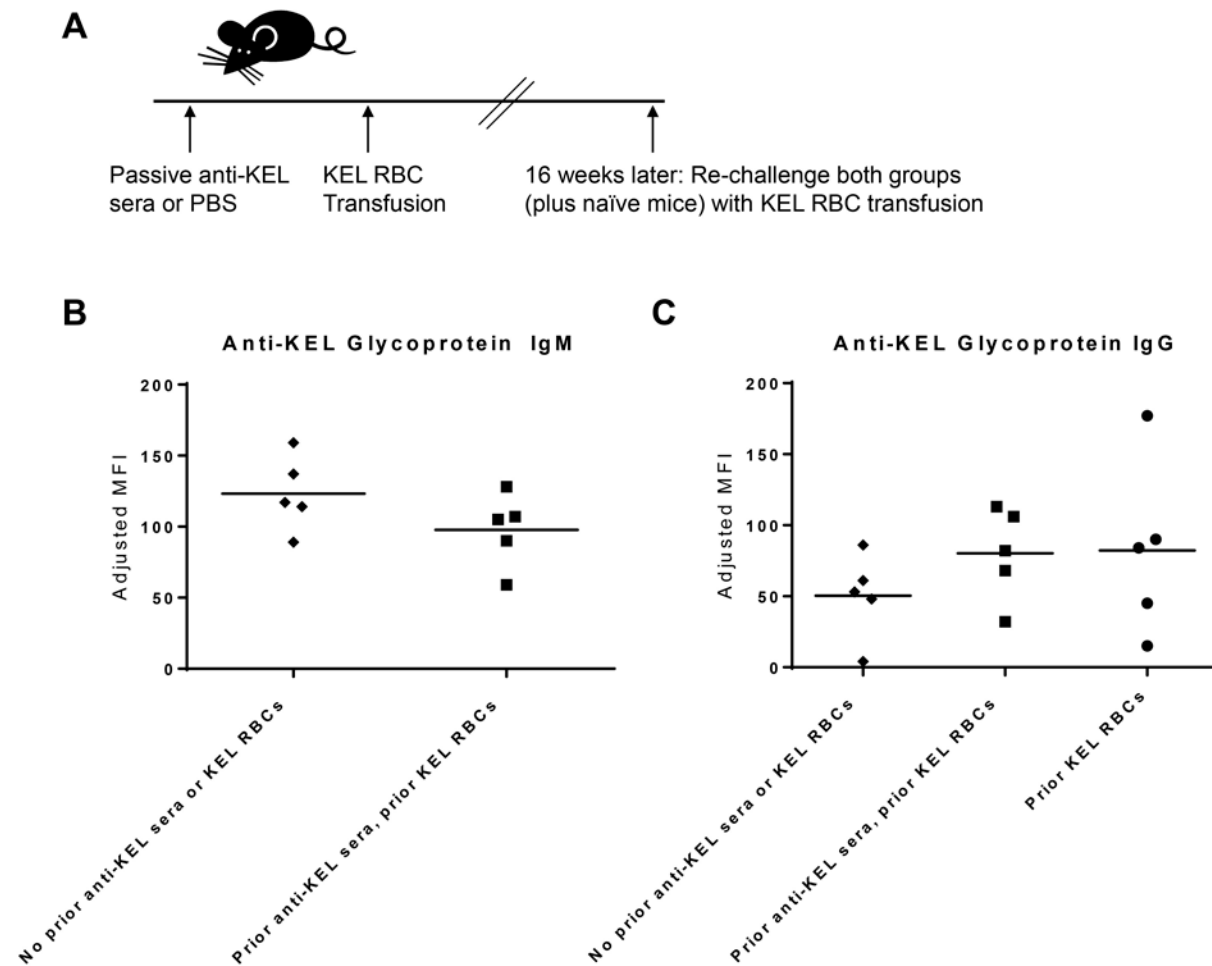 A
Passive anti-KEL
sera or PBS
KEL RBC
Transfusion
16 weeks later: Re-challenge both groups
(plus naïve mice) with KEL RBC transfusion
B
Anti-KEL Glycoprotein IgM
Adjusted MFI
200
150
100
50
0
No prior anti-KEL sera or KEL RBCs
Prior anti-KEL sera, prior KEL RBCs
C
Anti-KEL Glycoprotein IgG
Adjusted MFI
200
150
100
50
0
No prior anti-KEL sera or KEL RBCs
Prior anti-KEL sera, prior KEL RBCs
Prior KEL RBCs